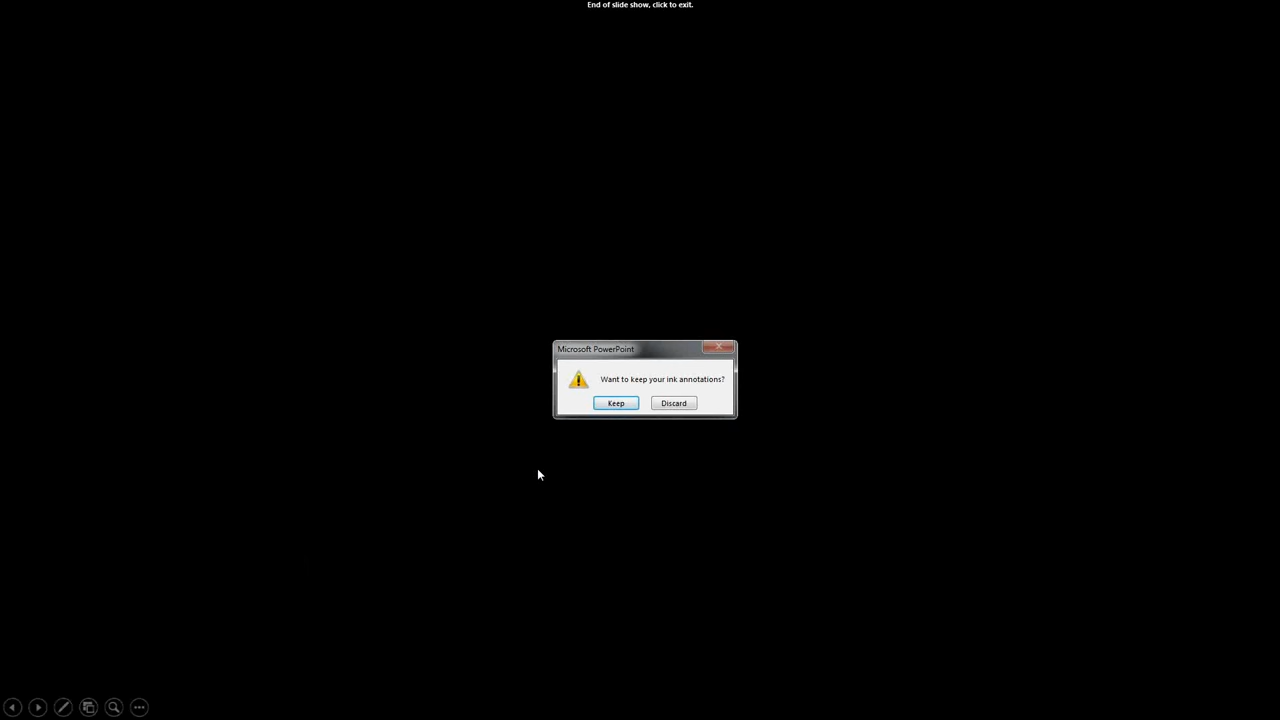 End of slide show, click to exit.
Microsoft PowerPoint
Want to keep your ink annotations?
Keep
Discard